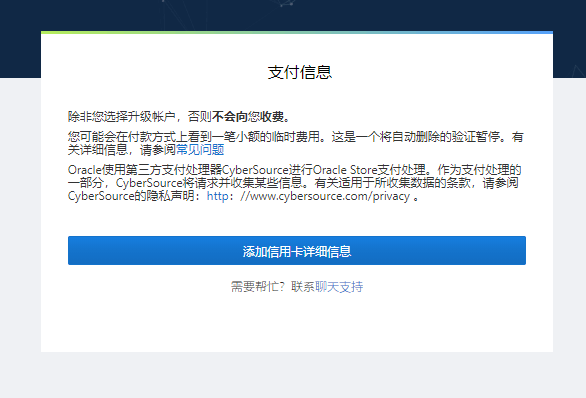 支付信息
除非您选择升级帐户，否则不会向您收费。
您可能会在付款方式上看到一笔小额的临时费用。这是一个将自动删除的验证暂停。有
关详细信息，请参阅常见问题
Oracle使用第三方支付处理器CyberSource进行Oracle Store支付处理。作为支付处理的
一部分，CyberSource将请求并收集某些信息。有关适用于所收集数据的条款，请参阅
CyberSource的隐私声明：http：//www.cybersource.com/privacy 。
添加信用卡详细信息
需要帮忙？联系聊天支持